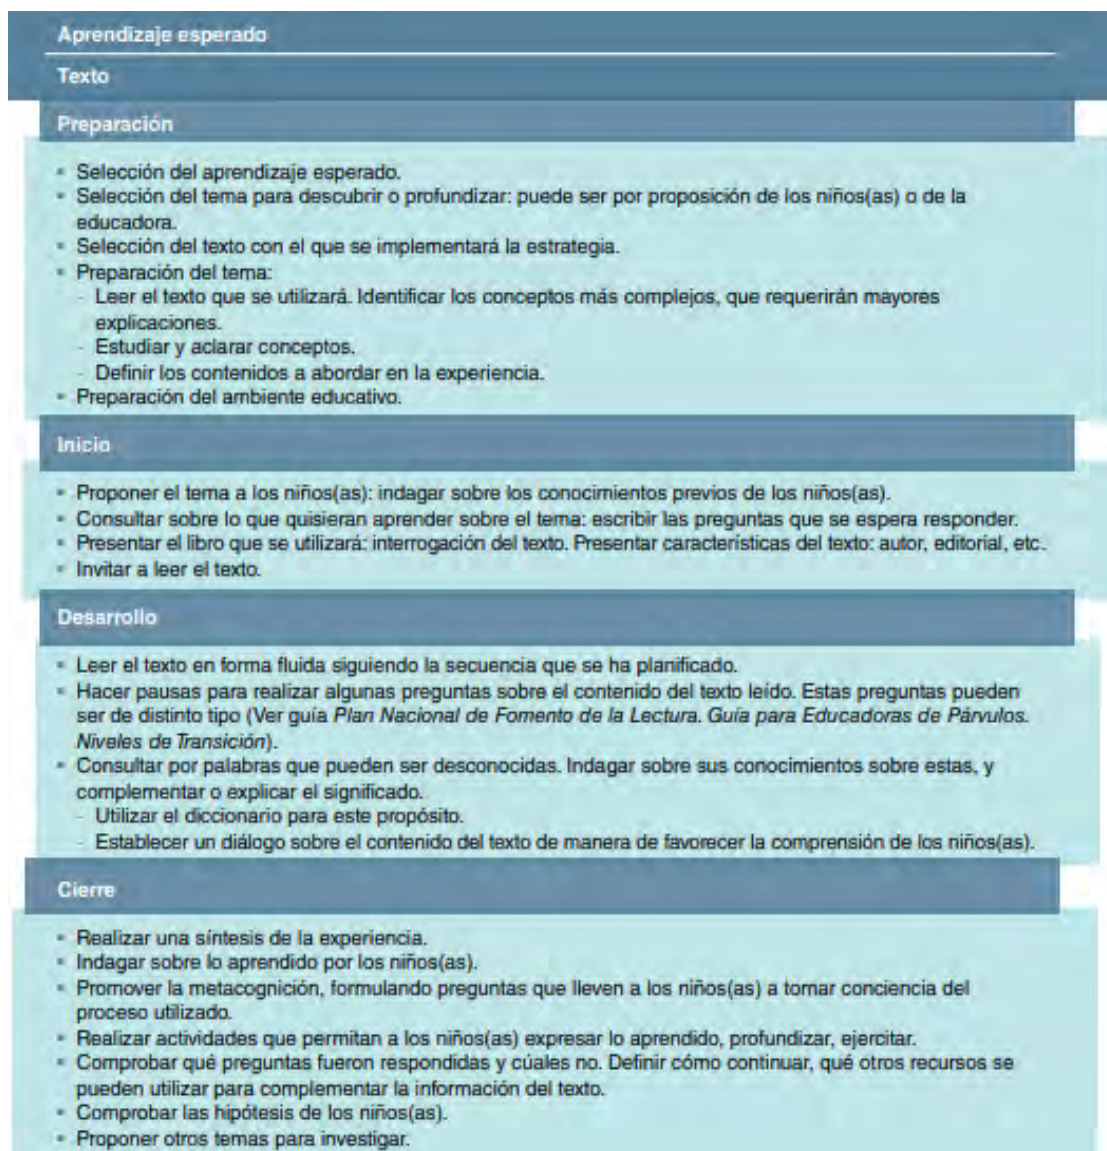 Aprendizaje esperado
Texto
Preparación
▪ Selección del aprendizaje esperado.
▪ Selección del tema para descubrir o profundizar: puede ser por proposición de los niños(as) o de la
educadora.
▪ Selección del texto con el que se implementará la estrategia.
▪ Preparación del tema:
- Leer el texto que se utilizará. Identificar los conceptos más complejos, que requerirán mayores
explicaciones.
- Estudiar y aclarar conceptos.
- Definir los contenidos a abordar en la experiencia.
▪ Preparación del ambiente educativo.
Inicio
▪ Proponer el tema a los niños(as): indagar sobre los conocimientos previos de los niños(as).
▪ Consultar sobre lo que quisieran aprender sobre el tema: escribir las preguntas que se espera responder.
▪ Presentar el libro que se utilizará: interrogación del texto. Presentar características del texto: autor, editorial, etc.
▪ Invitar a leer el texto.
Desarrollo
▪ Leer el texto en forma fluida siguiendo la secuencia que se ha planificado.
▪ Hacer pausas para realizar algunas preguntas sobre el contenido del texto leído. Estas preguntas pueden
ser de distinto tipo (Ver guía Plan Nacional de Fomento de la Lectura. Guía para Educadoras de Párvulos.
Niveles de Transición).
▪ Consultar por palabras que pueden ser desconocidas. Indagar sobre sus conocimientos sobre estas, y
complementar o explicar el significado.
- Utilizar el diccionario para este propósito.
- Establecer un diálogo sobre el contenido del texto de manera de favorecer la comprensión de los niños(as).
Cierre
▪ Realizar una síntesis de la experiencia.
▪ Indagar sobre lo aprendido por los niños(as).
▪ Promover la metacognición, formulando preguntas que lleven a los niños(as) a tomar conciencia del
proceso utilizado.
▪ Realizar actividades que permitan a los niños(as) expresar lo aprendido, profundizar, ejercitar.
▪ Comprobar qué preguntas fueron respondidas y cúales no. Definir cómo continuar, qué otros recursos se
pueden utilizar para complementar la información del texto.
▪ Comprobar las hipótesis de los niños(as).
▪ Proponer otros temas para investigar.